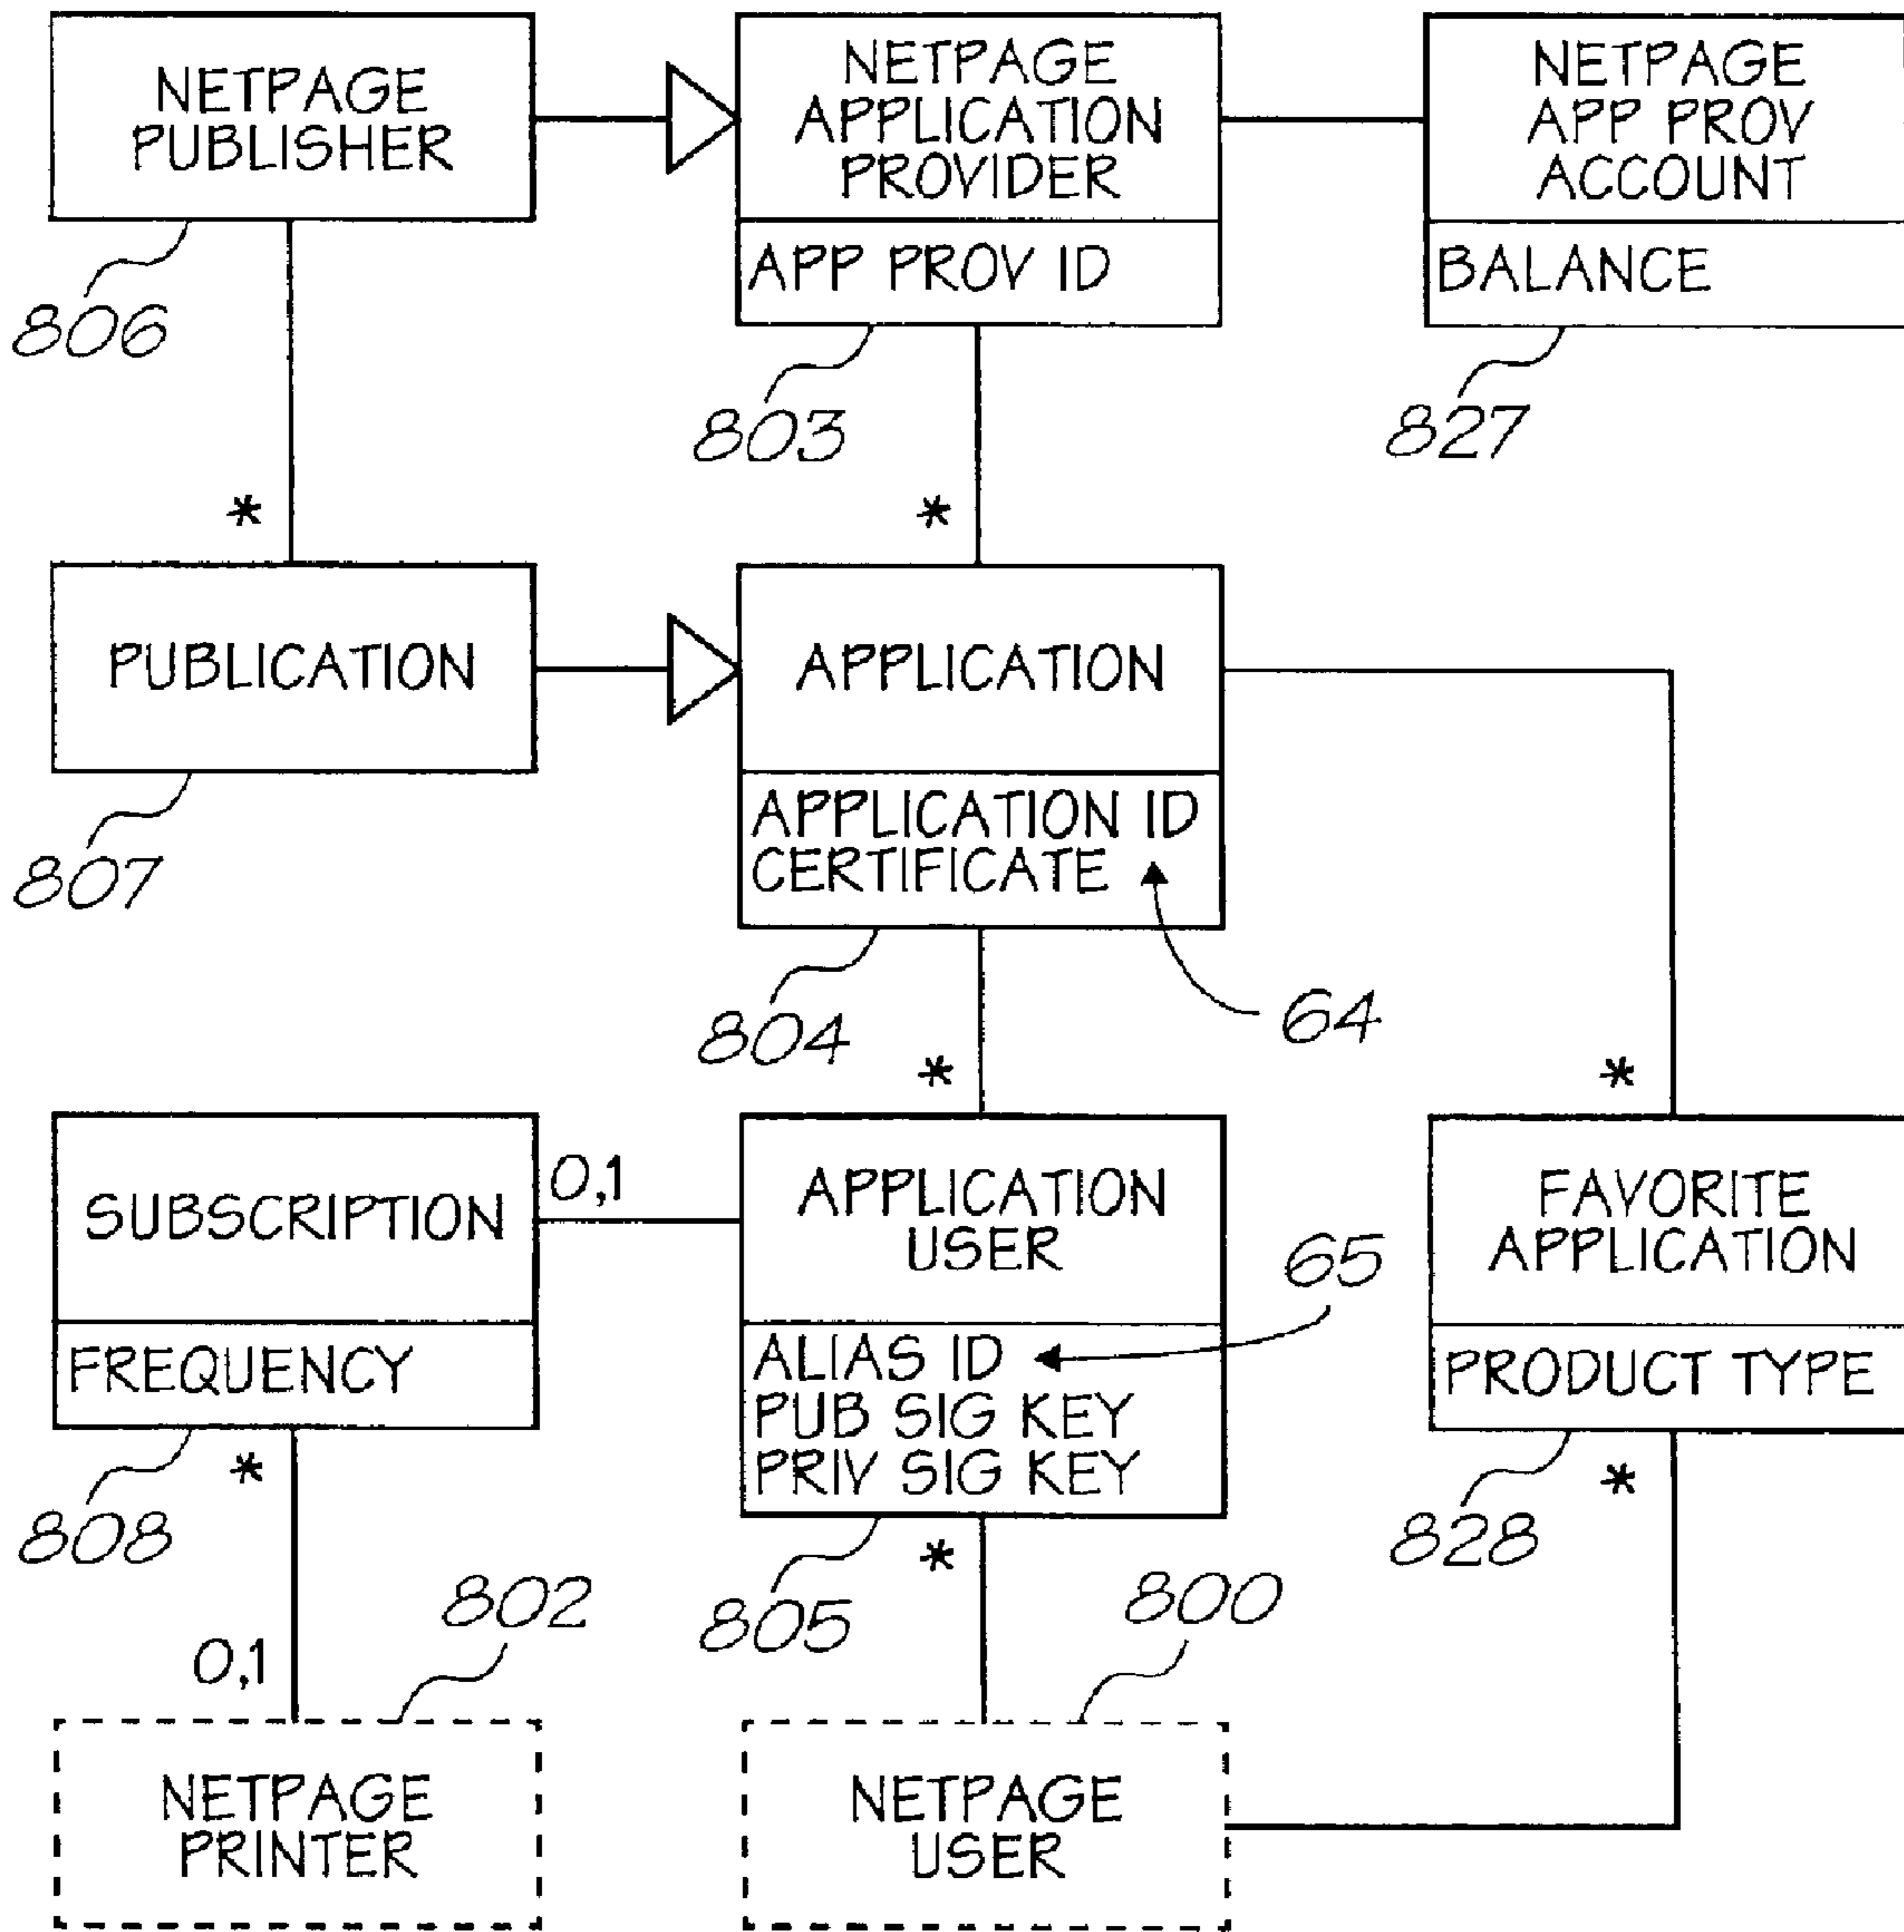 NETPAGE
PUBLISHER
NETPAGE
APPLICATION
PROVIDER
APP PROV ID
NETPAGE
APP PROV
ACCOUNT
BALANCE
806
803
827
*
*
PUBLICATION
APPLICATION
APPLICATION ID
CERTIFICATE
807
804
64
*
*
SUBSCRIPTION
FREQUENCY
0,1
APPLICATION
USER
ALIAS ID
PUB SIG KEY
PRIV SIG KEY
65
FAVORITE
APPLICATION
PRODUCT TYPE
808
*
805
*
828
*
802
800
0,1
NETPAGE
PRINTER
NETPAGE
USER